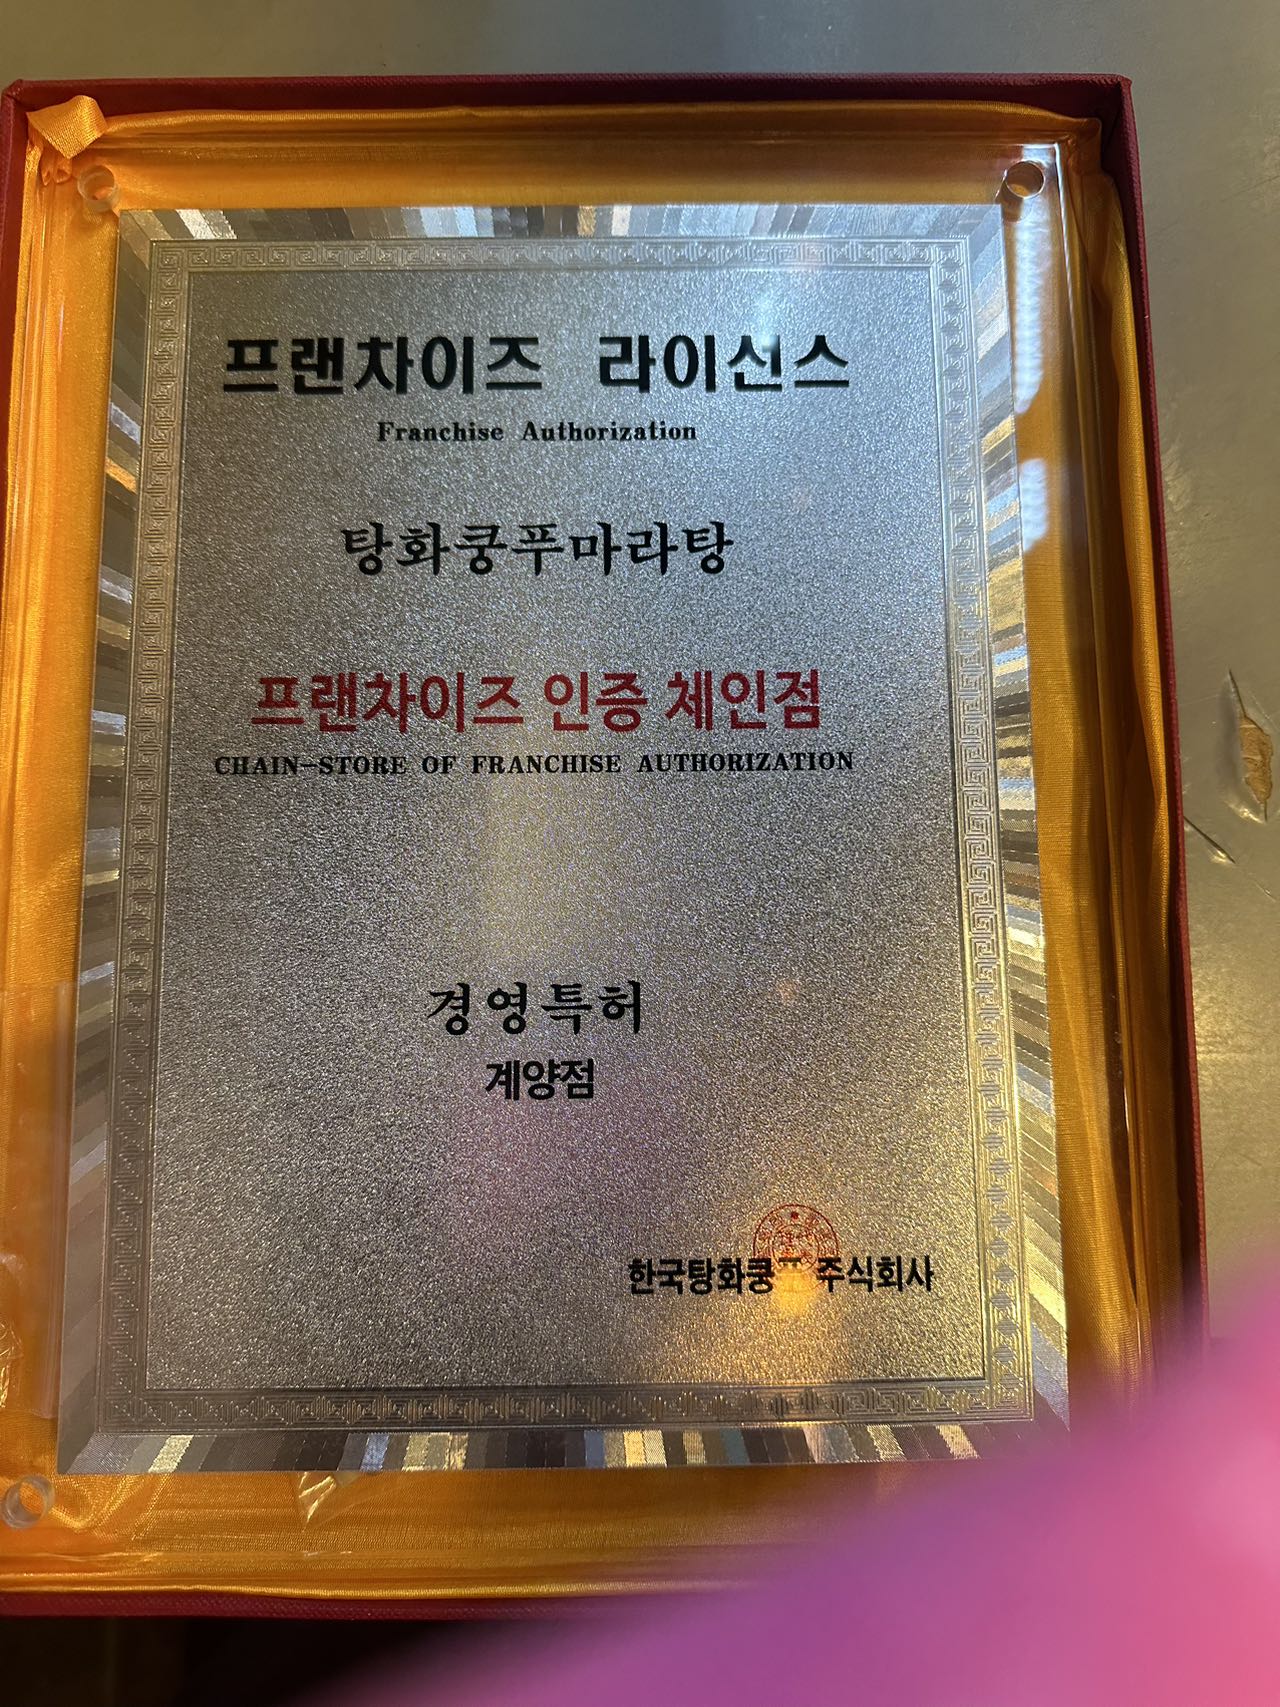 프랜차이즈 라이신스
Franchise Authorization
탕화쿵푸마라탕
프랜차이즈 인증 체인점
CHAIN-STORE OF FRANCHISE AUTHORIZATION
경영특허
계양점
한국탕화쿵 주식회사